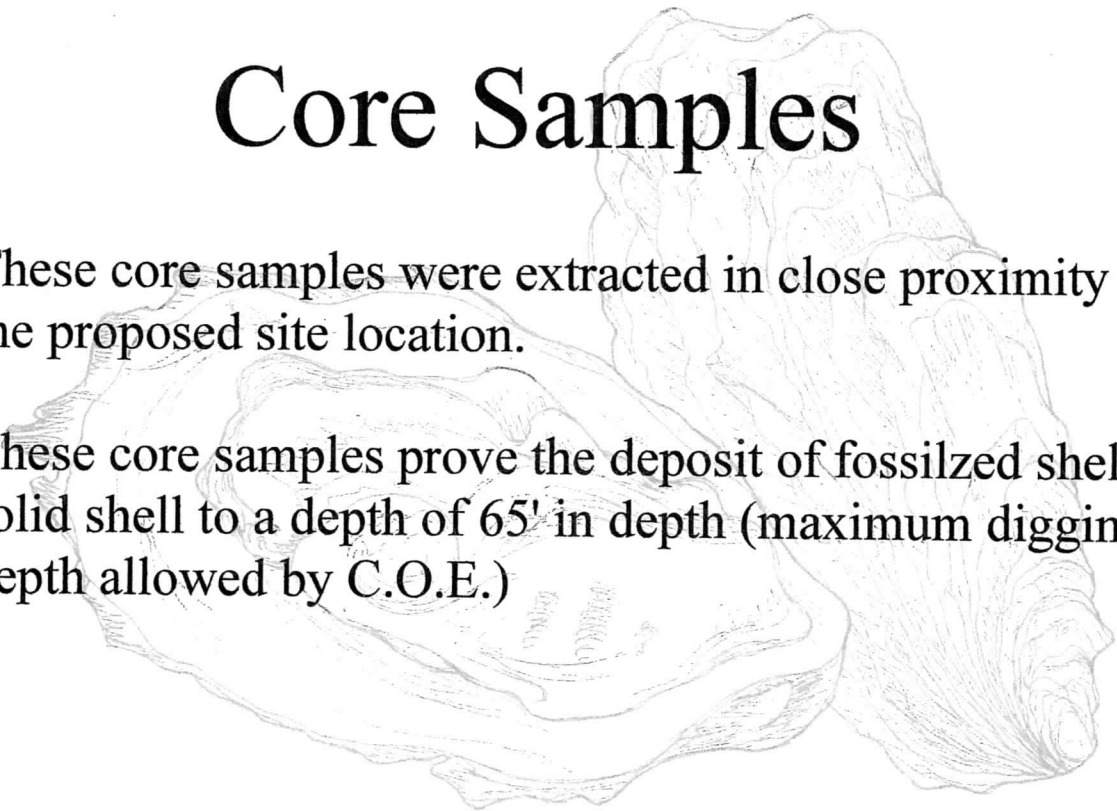 Core Samples
hese core samples were extracted in close proximity
he proposed site location.
hese core samples prove the deposit of fossilzed shel
olid shell to a depth of 65' in depth (maximum diggin
epth allowed by C.O.E.)